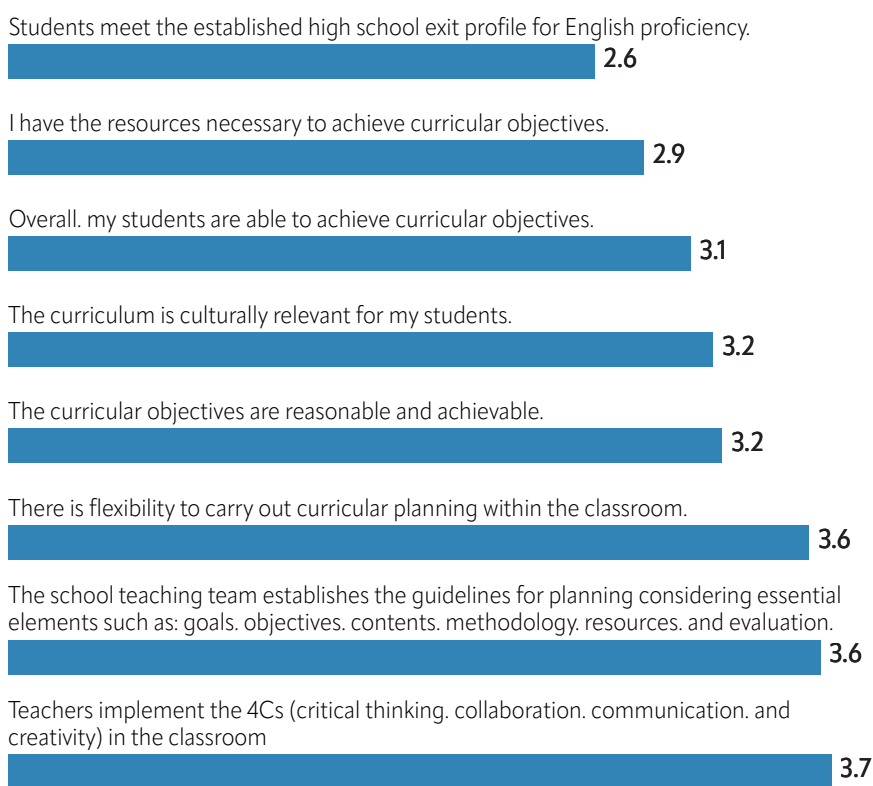 Students meet the established high school exit profile for English proficiency.
2.6
I have the resources necessary to achieve curricular objectives.
2.9
Overall. my students are able to achieve curricular objectives.
3.1
The curriculum is culturally relevant for my students.
3.2
The curricular objectives are reasonable and achievable.
3.2
There is flexibility to carry out curricular planning within the classroom.
3.6
The school teaching team establishes the guidelines for planning considering essential
elements such as: goals. objectives. contents. methodology. resources. and evaluation.
3.6
Teachers implement the 4Cs (critical thinking. collaboration. communication. and
creativity) in the classroom
3.7